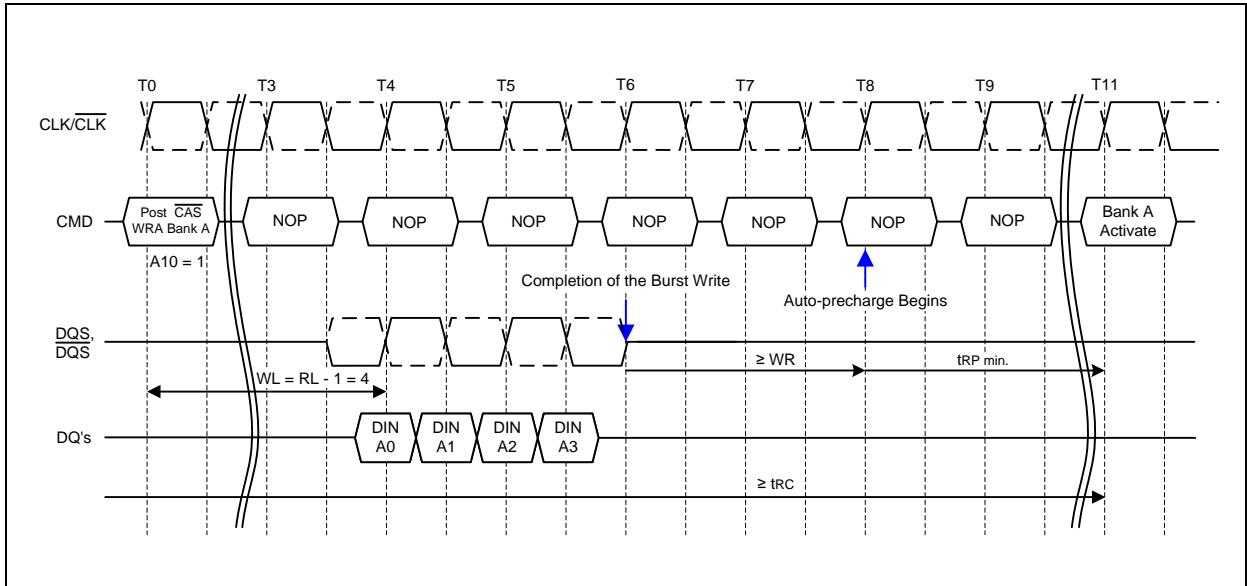 T0 T3 T4 T5 T6 T7 T8 T9 T11
CLK/CLK
CMD
Post CAS
WRA Bank A
NOP NOP NOP NOP NOP NOP NOP
Bank A
Activate
A10 = 1
Completion of the Burst Write
Auto-precharge Begins
DQS,
DQS
≥ WR
tRP min.
WL = RL - 1 = 4
DQ's
DIN
A0
DIN
A1
DIN
A2
DIN
A3
≥ tRC